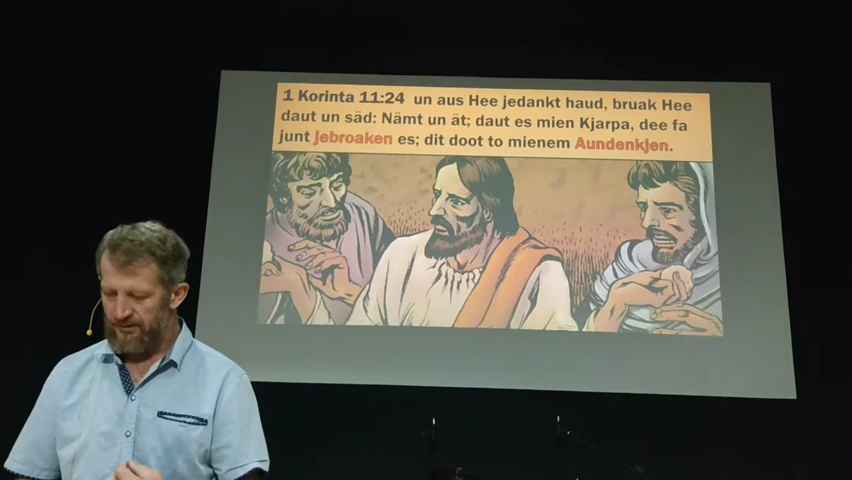 1 Korinta 11:24 un aus Hee jedankt haud, bruak Hee
daut un säd: Nämt un ät; daut es mien Kjarpa, dee fa
junt jebroaken es; dit doot to mienem Aundenkjen.